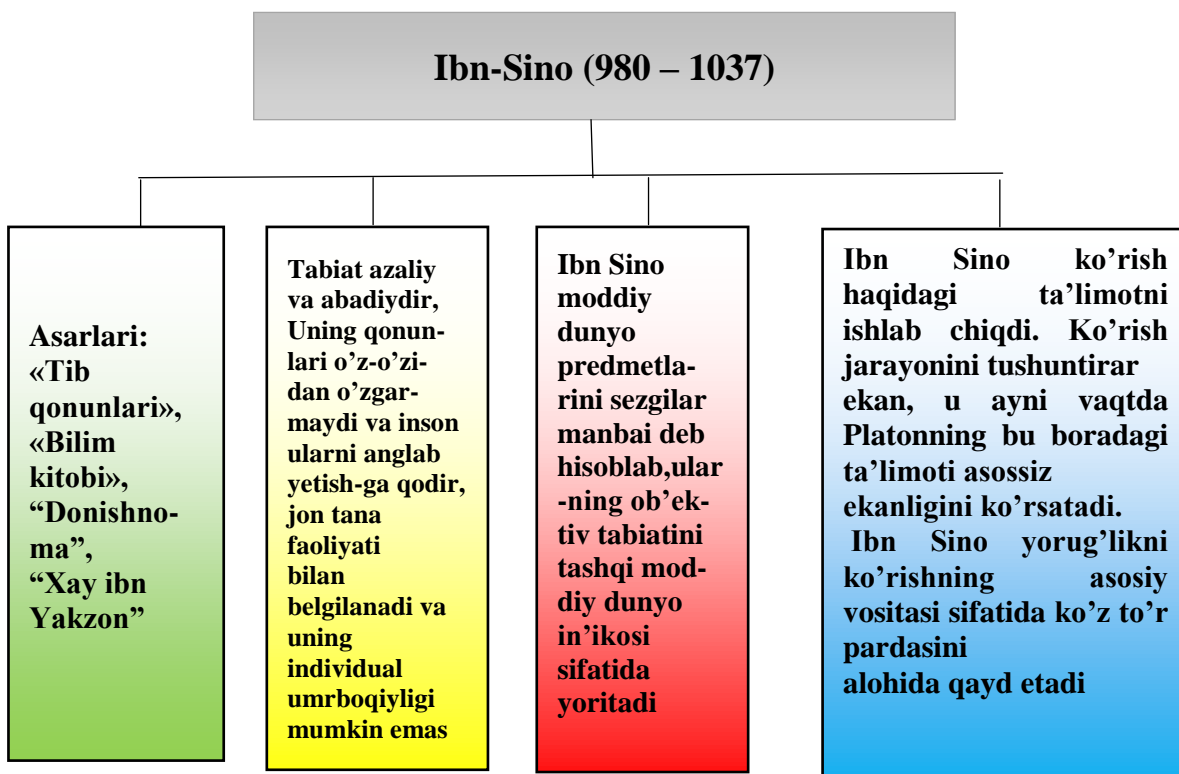 Ibn-Sino (980 – 1037)
Asarlari:
«Tib
qonunlari»,
«Bilim
kitobi»,
“Donishno-
ma”,
“Xay ibn
Yakzon”
Tabiat azaliy
va abadiydir,
Uning qonun-
lari o’z-o’zi-
dan o’zgar-
maydi va inson
ularni anglab
yetish-ga qodir,
jon tana
faoliyati
bilan
belgilanadi va
uning
individual
umrboqiyligi
mumkin emas
Ibn Sino
moddiy
dunyo
predmetla-
rini sezgilar
manbai deb
hisoblab,ular
-ning ob’ek-
tiv tabiatini
tashqi mod-
diy dunyo
in’ikosi
sifatida
yoritadi
Ibn Sino ko’rish
haqidagi ta’limotni
ishlab chiqdi. Ko’rish
jarayonini tushuntirar
ekan, u ayni vaqtda
Platonning bu boradagi
ta’limoti asossiz
ekanligini ko’rsatadi.
Ibn Sino yorug’likni
ko’rishning asosiy
vositasi sifatida ko’z to’r
pardasini
alohida qayd etadi